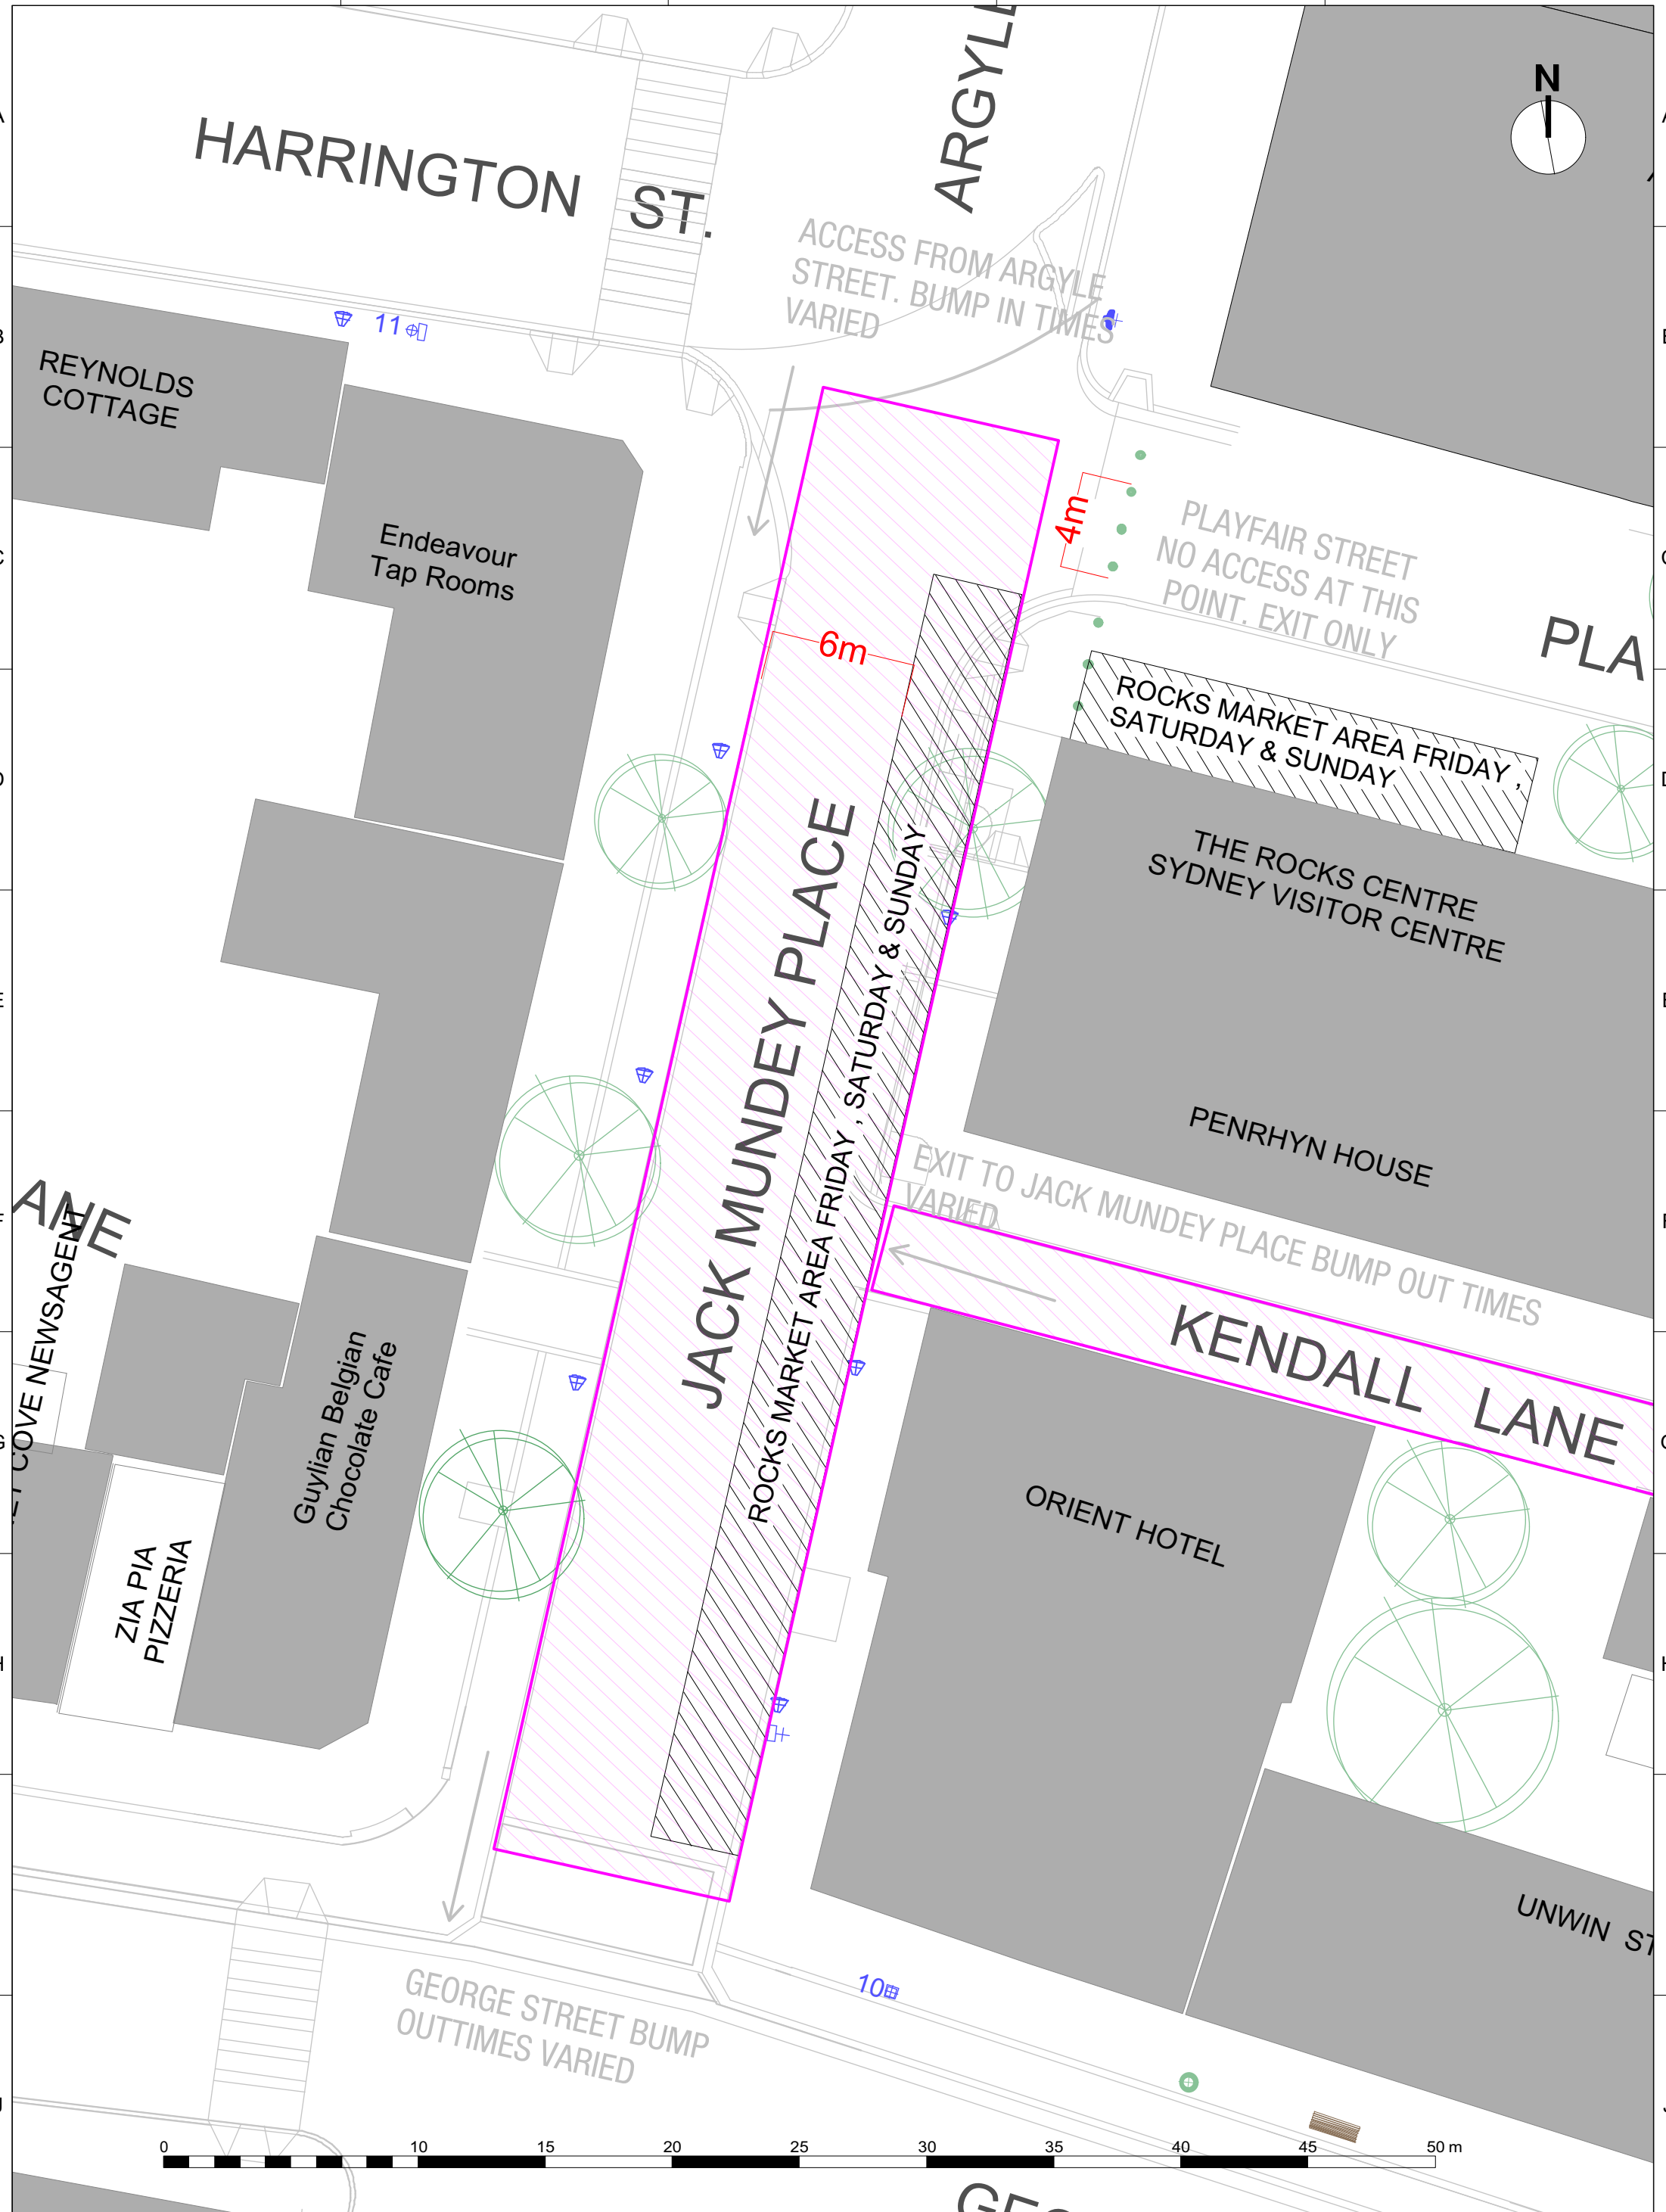 N
HARRINGTON ST.
ACCESS FROM ARGYLE
STREET. BUMP IN TIMES
VARIED
11
REYNOLDS
COTTAGE
Endeavour
Tap Rooms
4m
PLAYFAIR STREET
NO ACCESS AT THIS
POINT. EXIT ONLY
6m
ROCKS MARKET AREA FRIDAY ,
SATURDAY & SUNDAY
THE ROCKS CENTRE
SYDNEY VISITOR CENTRE
JACK MUNDEY PLACE
ROCKS MARKET AREA FRIDAY , SATURDAY & SUNDAY
PENRHYN HOUSE
EXIT TO JACK MUNDEY PLACE BUMP OUT TIMES
VARIED
KENDALL LANE
COVE NEWSAGENT
Guylian Belgian
Chocolate Cafe
ORIENT HOTEL
ZIA PIA
PIZZERIA
UNWIN
10
GEORGE STREET BUMP
OUTTIMES VARIED
0 10 15 20 25 30 35 40 45 50 m